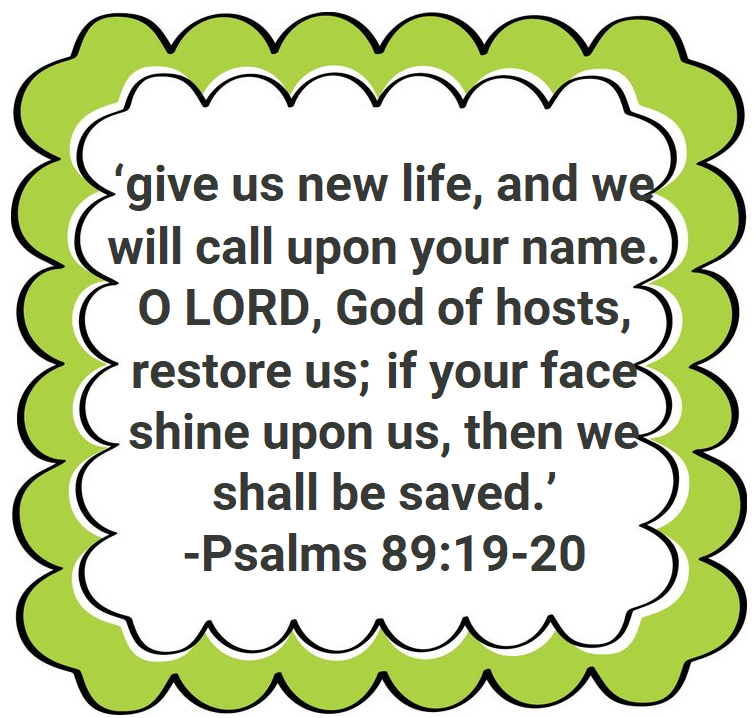 ‘give us new life, and we
will call upon your name.
O LORD, God of hosts,
restore us; if your face
shine upon us, then we
shall be saved.’
-Psalms 89:19-20